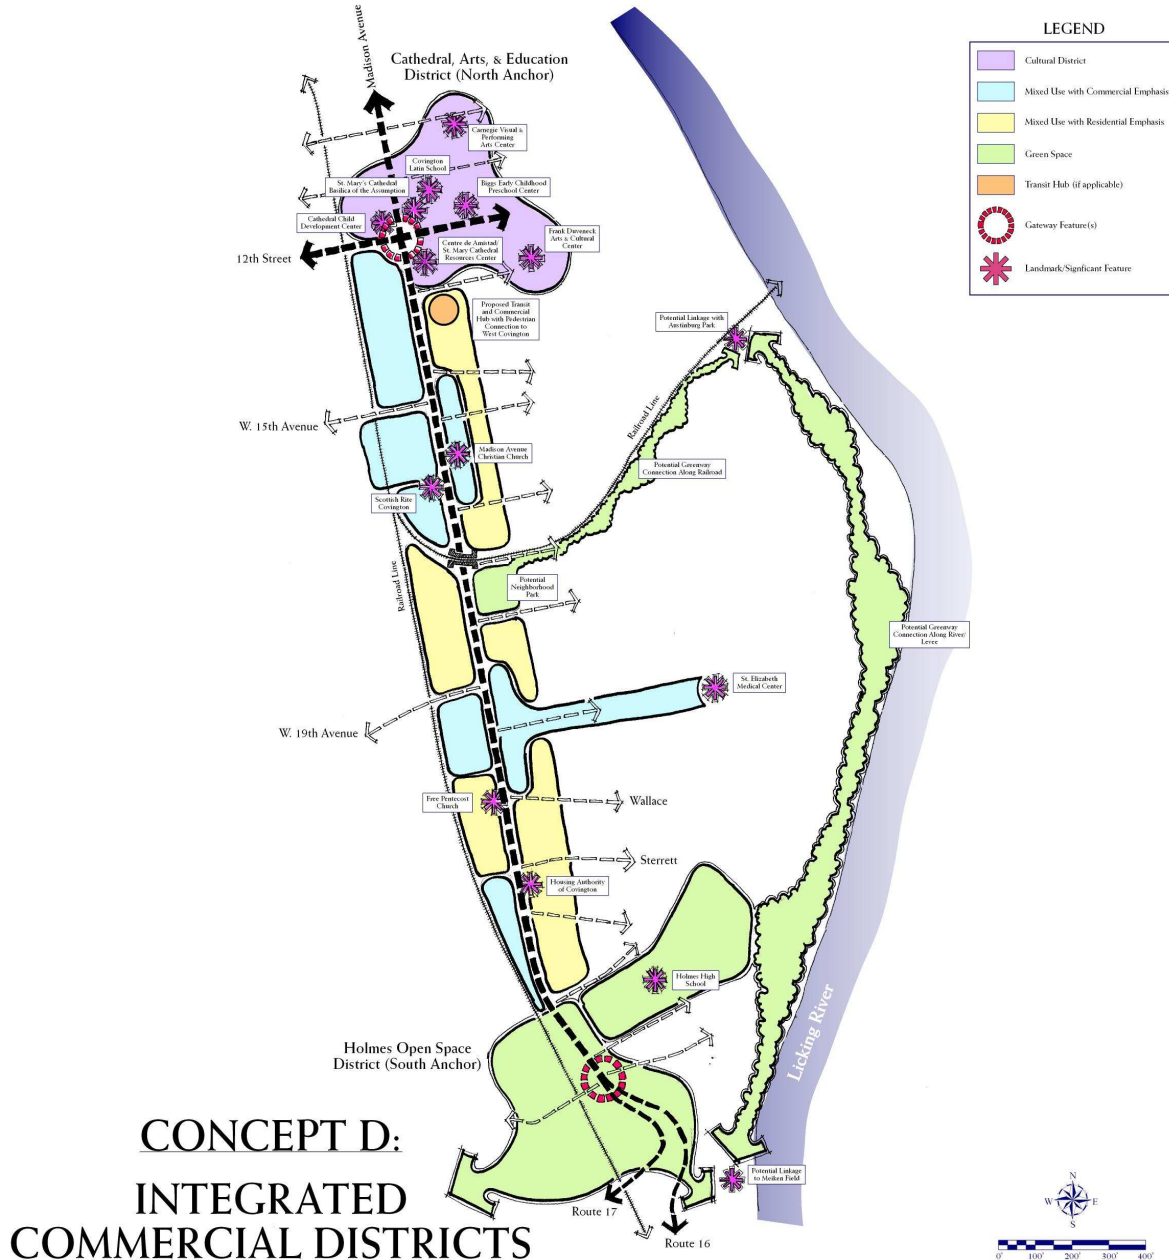 Madison Avenue
Cathedral, Arts, & Education
District (North Anchor)
Carnegie Visual &
Performing
Arts Center
Covington
Latin School
St. Mary's Cathedral
Basilica of the Assumption
Biggs Early Childhood
Preschool Center
Cathedral Child
Development Center
Centre de Amistad/
St. Mary Cathedral
Resources Center
Frank Duveneck
Arts & Cultural
Center
12th Street
Proposed Transit
and Commercial
Hub with Pedestrian
Connection to
West Covington
Potential Linkage with
Austinburg Park
W. 15th Avenue
Railroad Line
Madison Avenue
Christian Church
Potential Greenway
Connection Along Railroad
Scottish Rite
Covington
Railroad Line
Potential
Neighborhood
Park
Potential Greenway
Connection Along River/
Levee
St. Elizabeth
Medical Center
W. 19th Avenue
Free Pentecost
Church
Wallace
Sterrett
Housing Authority
of Covington
Holmes High
School
Licking River
Holmes Open Space
District (South Anchor)
Potential Linkage
to Meiken Field
Route 17
Route 16
CONCEPT D:
INTEGRATED
COMMERCIAL DISTRICTS
LEGEND
Cultural District
Mixed Use with Commercial Emphasis
Mixed Use with Residential Emphasis
Green Space
Transit Hub (if applicable)
Gateway Feature(s)
Landmark/Signficant Feature
N
W E
S
0' 100' 200' 300' 400'